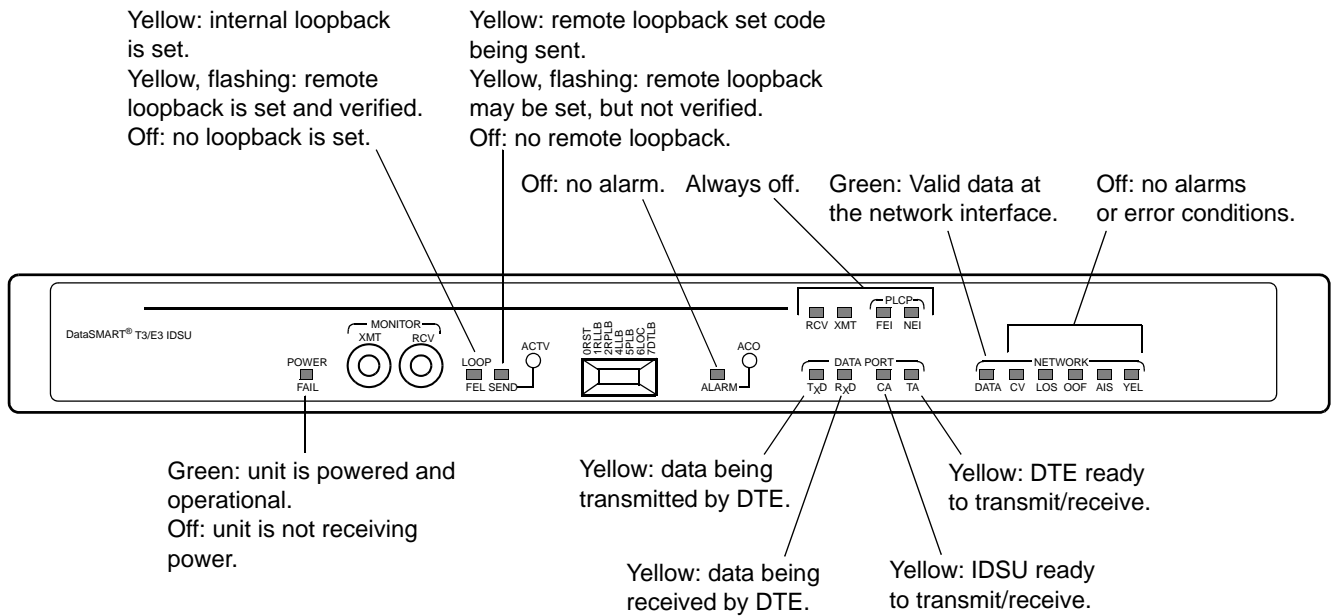 Yellow: internal loopback
is set.
Yellow, flashing: remote
loopback is set and verified.
Off: no loopback is set.
Yellow: remote loopback set code
being sent.
Yellow, flashing: remote loopback
may be set, but not verified.
Off: no remote loopback.
Off: no alarm.
Always off.
Green: Valid data at
the network interface.
Off: no alarms
or error conditions.
DataSMART® T3/E3 IDSU
POWER
FAIL
MONITOR
XMT RCV
LOOP
FEL SEND
ACTV
0RST
1RLLB
2RPLB
4LLB
5PLB
6LOC
7DTLB
ALARM
ACO
RCV XMT
PLCP
FEI NEI
DATA PORT
TXD RXD CA TA
NETWORK
DATA CV LOS OOF AIS YEL
Green: unit is powered and
operational.
Off: unit is not receiving
power.
Yellow: data being
transmitted by DTE.
Yellow: data being
received by DTE.
Yellow: IDSU ready
to transmit/receive.
Yellow: DTE ready
to transmit/receive.